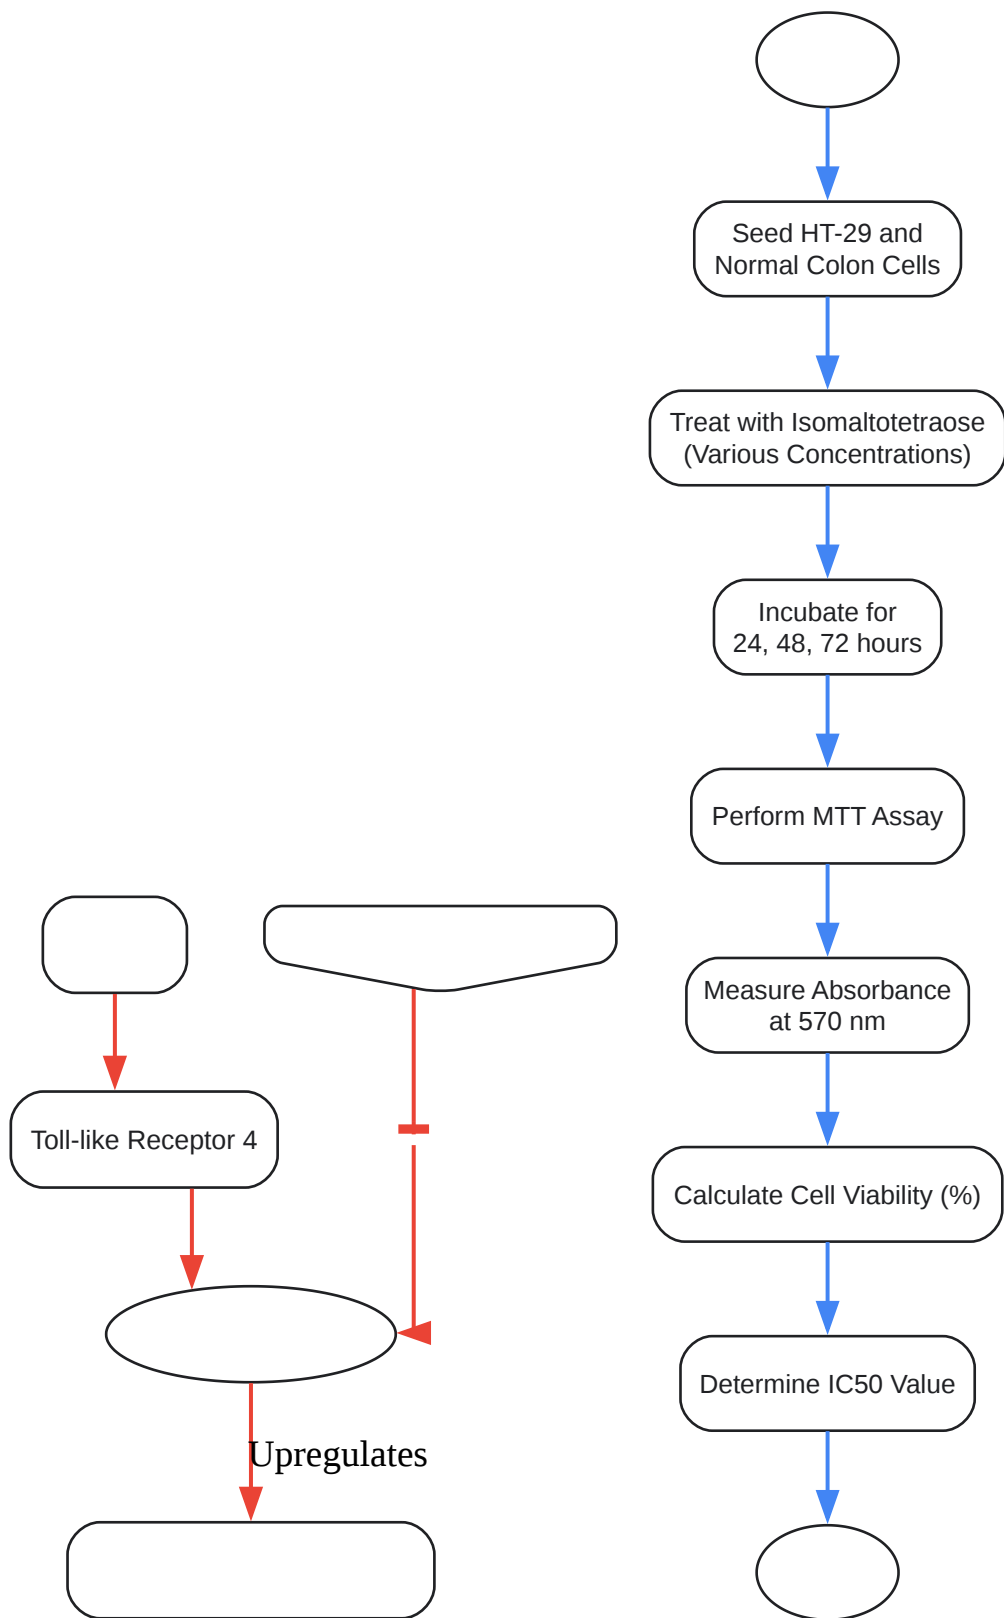 Seed HT-29 and
Normal Colon Cells
Treat with Isomaltotetraose
(Various Concentrations)
Incubate for
24, 48, 72 hours
Perform MTT Assay
Measure Absorbance
at 570 nm
Toll-like Receptor 4
Calculate Cell Viability (%)
Determine IC50 Value
Upregulates